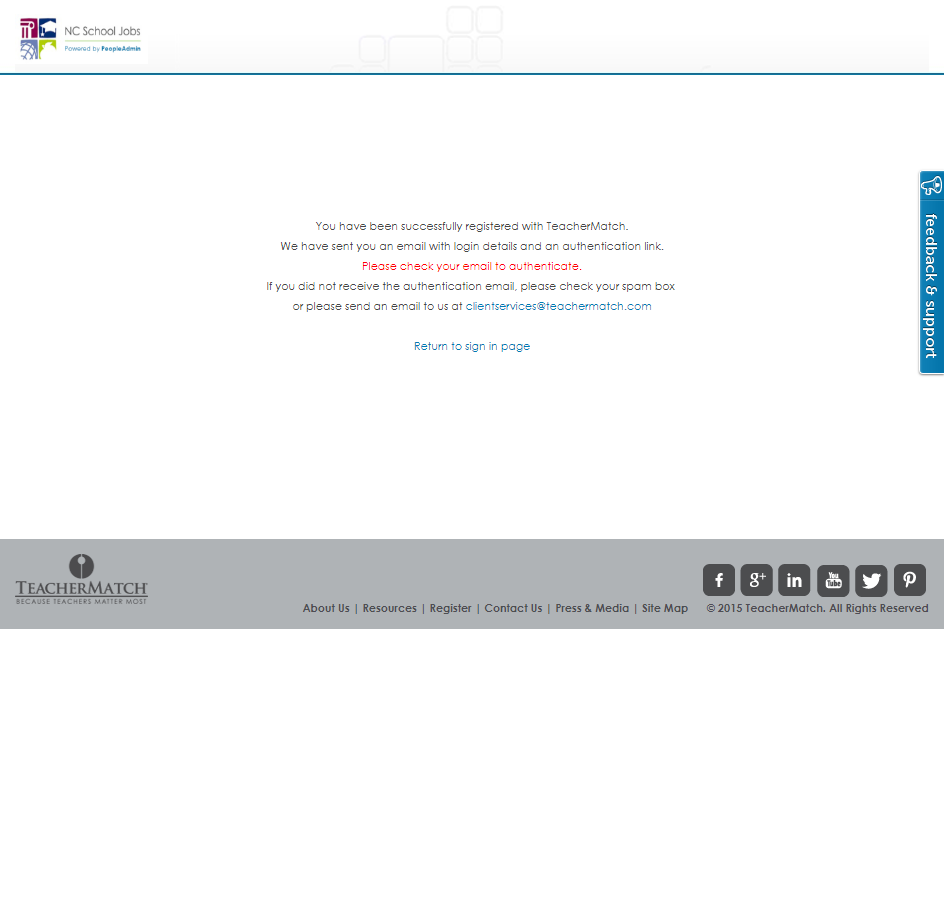 NC School Jobs
Powered by PeopleAdmin
feedback & support
You have been successfully registered with TeacherMatch.
We have sent you an email with login details and an authentication link.
Please check your email to authenticate.
If you did not receive the authentication email, please check your spam box
or please send an email to us at clientservices@teachermatch.com
Return to sign in page
TEACHERMATCH
BECAUSE TEACHERS MATTER MOST
f
g+
in
You
Tube
About Us | Resources | Register | Contact Us | Press & Media | Site Map © 2015 TeacherMatch. All Rights Reserved